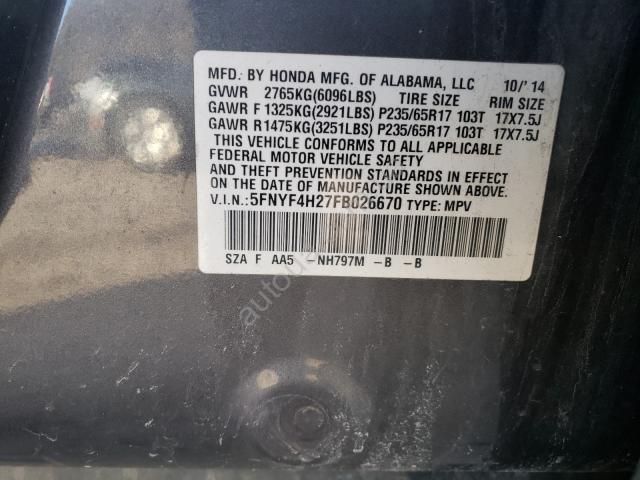 MFD. BY HONDA MFG. OF ALABAMA, LLC 10/'14
GVWR 2765KG(6096LBS) TIRE SIZE RIM SIZE
GAWR F 1325KG(2921LBS) P235/65R17 103T 17X7.5J
GAWR R1475KG(3251LBS) P235/65R17 103T 17X7.5J
THIS VEHICLE CONFORMS TO ALL APPLICABLE
FEDERAL MOTOR VEHICLE SAFETY
AND THEFT PREVENTION STANDARDS IN EFFECT
ON THE DATE OF MANUFACTURE SHOWN ABOVE.
V.I.N.: 5FNYF4H27FB026670 TYPE: MPV
SZA F AA5 -NH797M -B -B